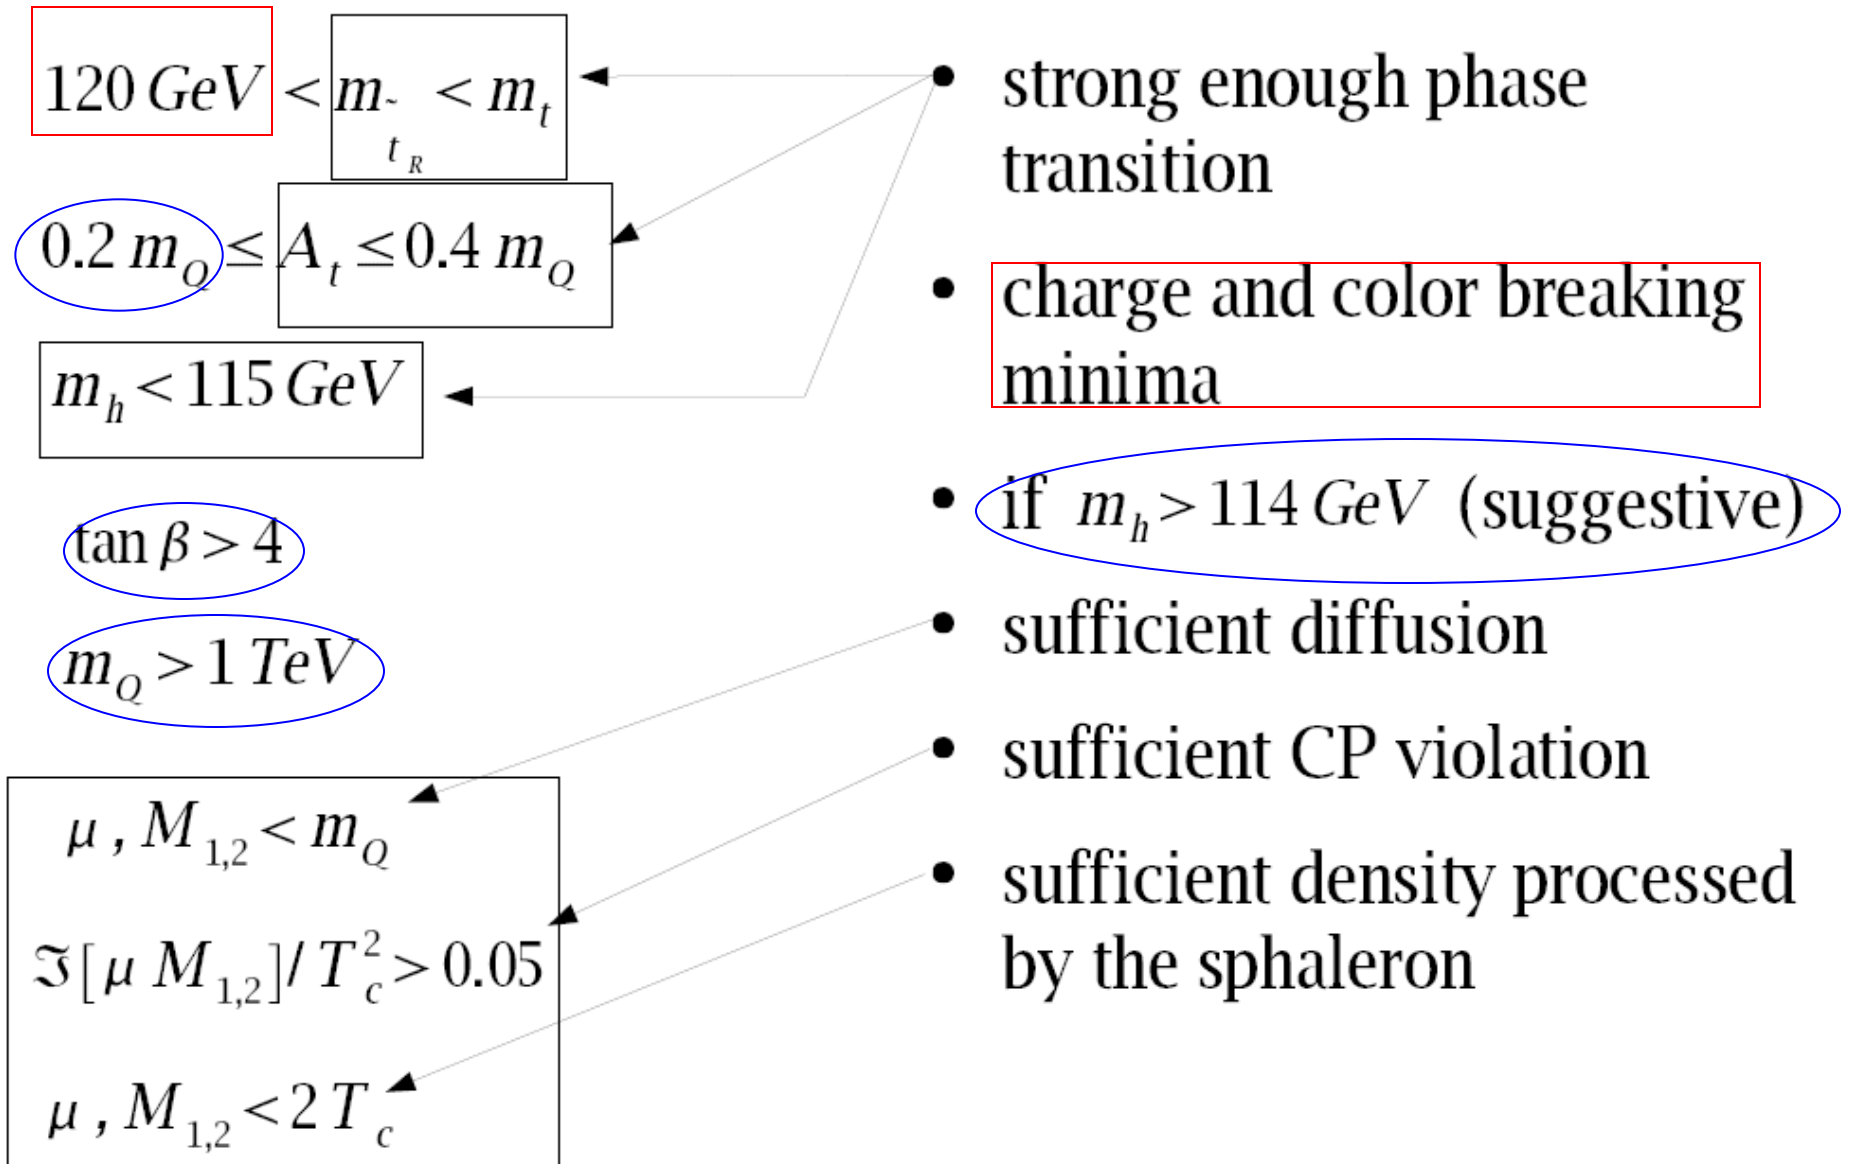 120 GeV < m_{\tilde{t}_R} < m_t
0.2 m_Q ≤ A_t ≤ 0.4 m_Q
m_h < 115 GeV
tan β > 4
m_Q > 1 TeV
μ , M_{1,2} < m_Q
ℑ[ μ M_{1,2} ] / T_c^2 > 0.05
μ , M_{1,2} < 2 T_c
• strong enough phase
transition
• charge and color breaking
minima
• if m_h > 114 GeV (suggestive)
• sufficient diffusion
• sufficient CP violation
• sufficient density processed
by the sphaleron